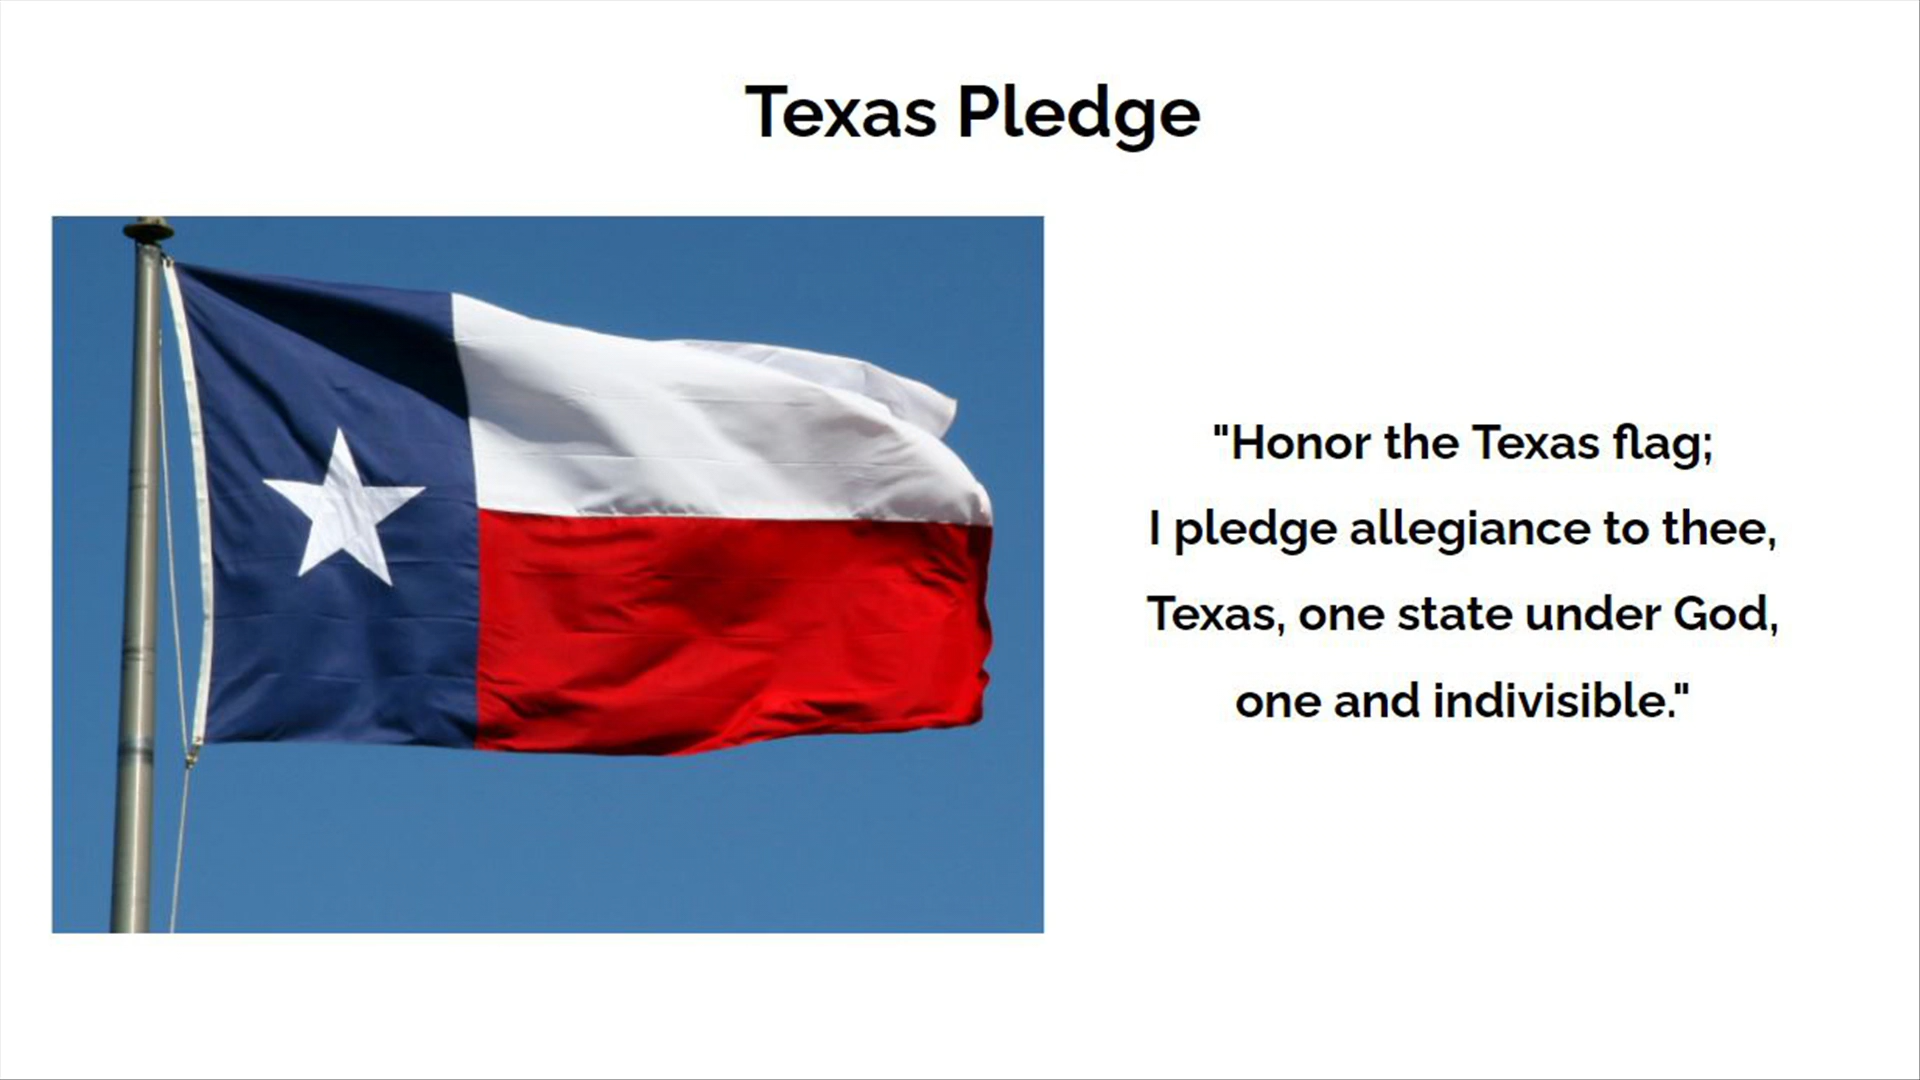 Texas Pledge
"Honor the Texas flag;
I pledge allegiance to thee,
Texas, one state under God,
one and indivisible."